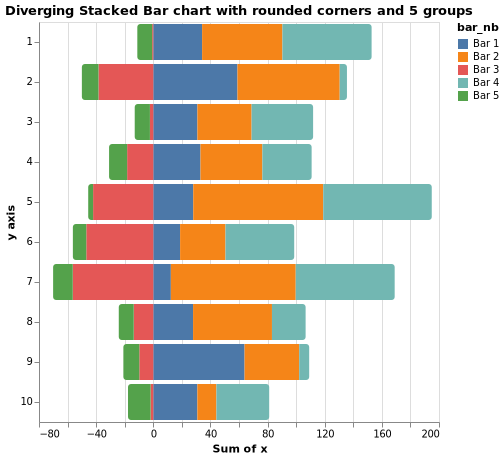 Diverging Stacked Bar chart with rounded corners and 5 groups
bar_nb
Bar 1
Bar 2
Bar 3
Bar 4
Bar 5
y axis
1
2
3
4
5
6
7
8
9
10
−80 −40 0 40 80 120 160 200
Sum of x